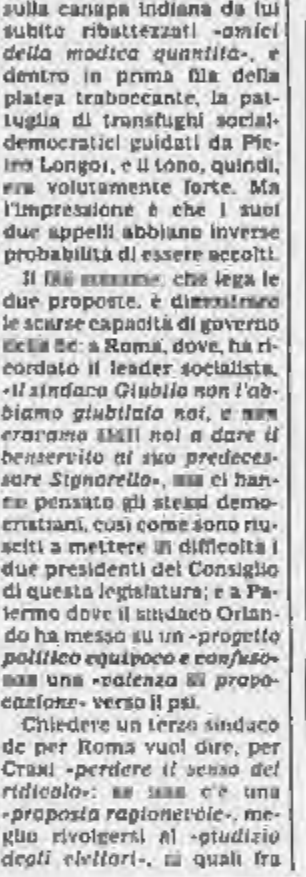 sulla canapa indiana da lui
subito ribattezzati «amici
della modica quantità», e
dentro in prima fila della
platea traboccante, la pat-
tuglia di transfughi social-
democratici guidati da Pie-
tro Longo), e il tono, quindi,
era volutamente forte. Ma
l'impressione è che i suoi
due appelli abbiano inverse
probabilità di essere accolti.
Il che lega le
due proposte, è dimostrare
le scarse capacità di governo
della dc: a Roma, dove, ha ri-
cordato il leader socialista,
«il sindaco Giubilo non l'ab-
biamo giubilato noi, e non
eravamo stati noi a dare il
benservito al suo predeces-
sore Signorello», ma ci han-
no pensato gli stessi demo-
cristiani, così come sono riu-
sciti a mettere in difficoltà i
due presidenti del Consiglio
di questa legislatura; e a Pa-
lermo dove il sindaco Orlan-
do ha messo su un «progetto
politico equivoco e confuso»
una «valenza di
verso il psi.
Chiedere un terzo sindaco
dc per Roma vuol dire, per
Craxi «perdere il senso del
ridicolo»: c'è una
«proposta ragionevole», me-
glio rivolgersi al «giudizio
degli elettori», ai quali fra